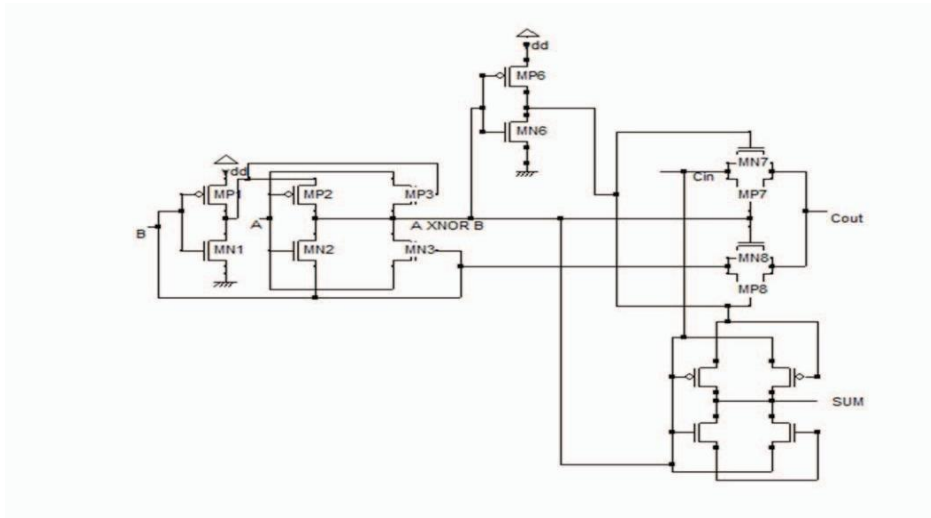 dd
MP6
MN6
dd
MP1
MP2
MP3
B
A
A XNOR B
MN1
MN2
MN3
Cin
MN7
MP7
Cout
MN8
MP8
SUM